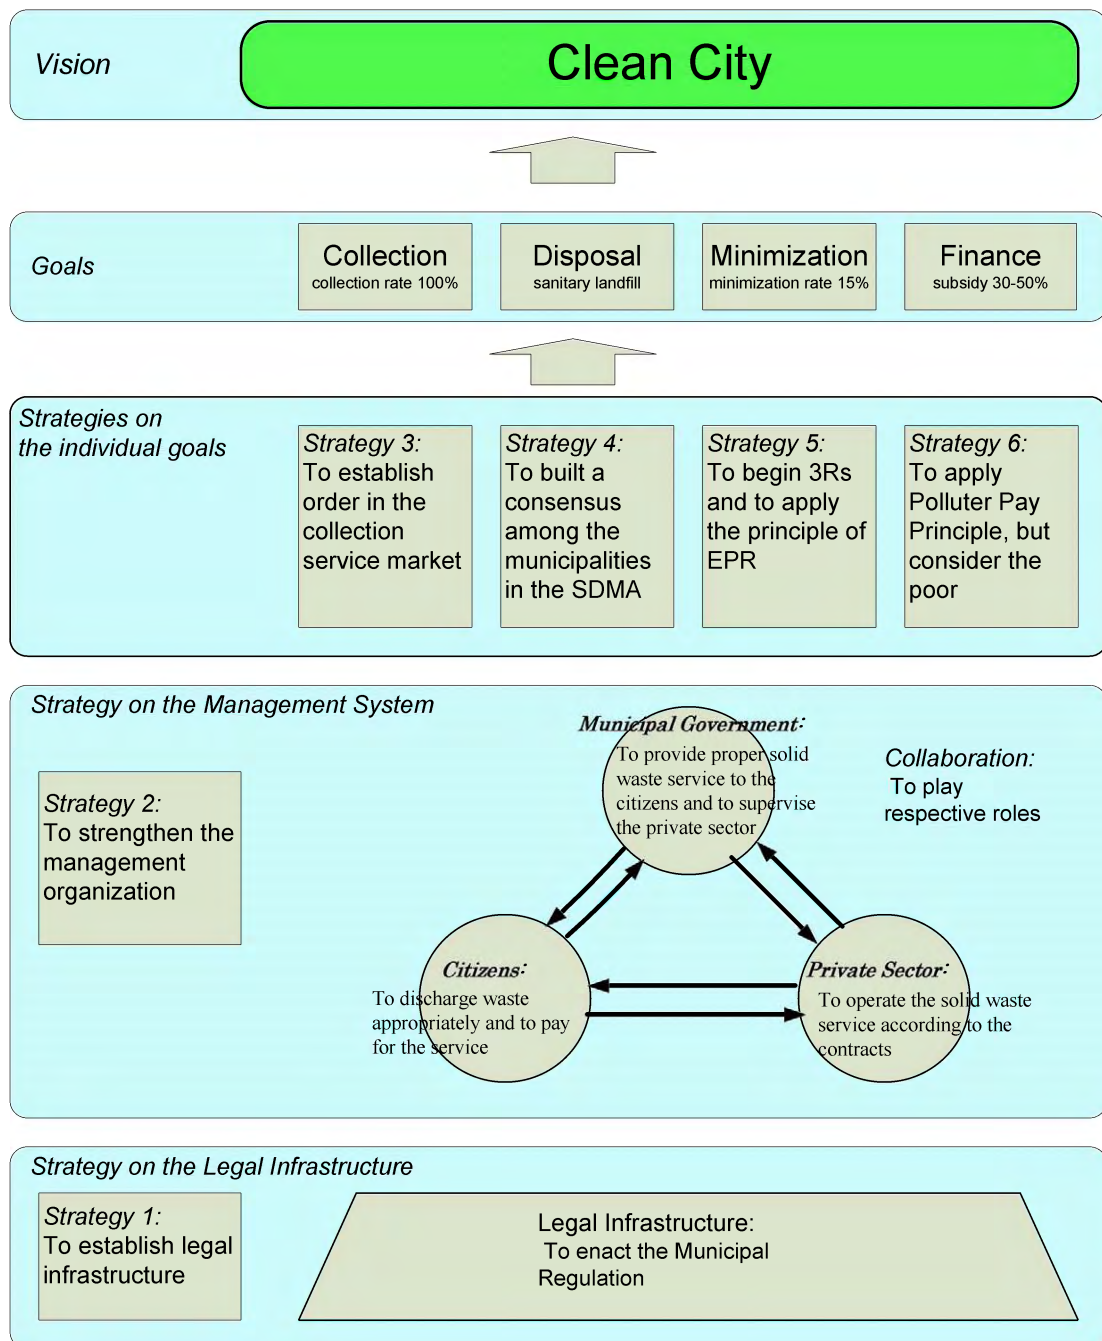 Vision
Clean City
Goals
Collection
collection rate 100%
Disposal
sanitary landfill
Minimization
minimization rate 15%
Finance
subsidy 30-50%
Strategies on
the individual goals
Strategy 3:
To establish
order in the
collection
service market
Strategy 4:
To built a
consensus
among the
municipalities
in the SDMA
Strategy 5:
To begin 3Rs
and to apply
the principle of
EPR
Strategy 6:
To apply
Polluter Pay
Principle, but
consider the
poor
Strategy on the Management System
Strategy 2:
To strengthen the
management
organization
Municipal Government:
To provide proper solid
waste service to the
citizens and to supervise
the private sector
Collaboration:
To play
respective roles
Citizens:
To discharge waste
appropriately and to pay
for the service
Private Sector:
To operate the solid waste
service according to the
contracts
Strategy on the Legal Infrastructure
Strategy 1:
To establish legal
infrastructure
Legal Infrastructure:
To enact the Municipal
Regulation